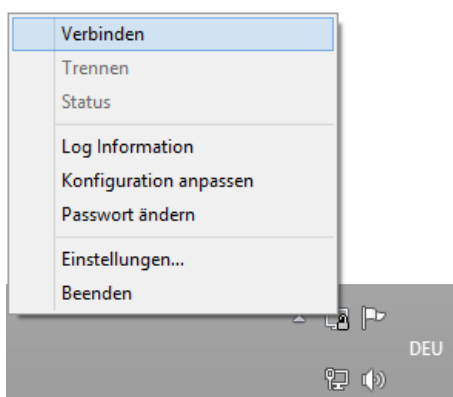 Verbinden
Trennen
Status
Log Information
Konfiguration anpassen
Passwort ändern
Einstellungen...
Beenden
DEU